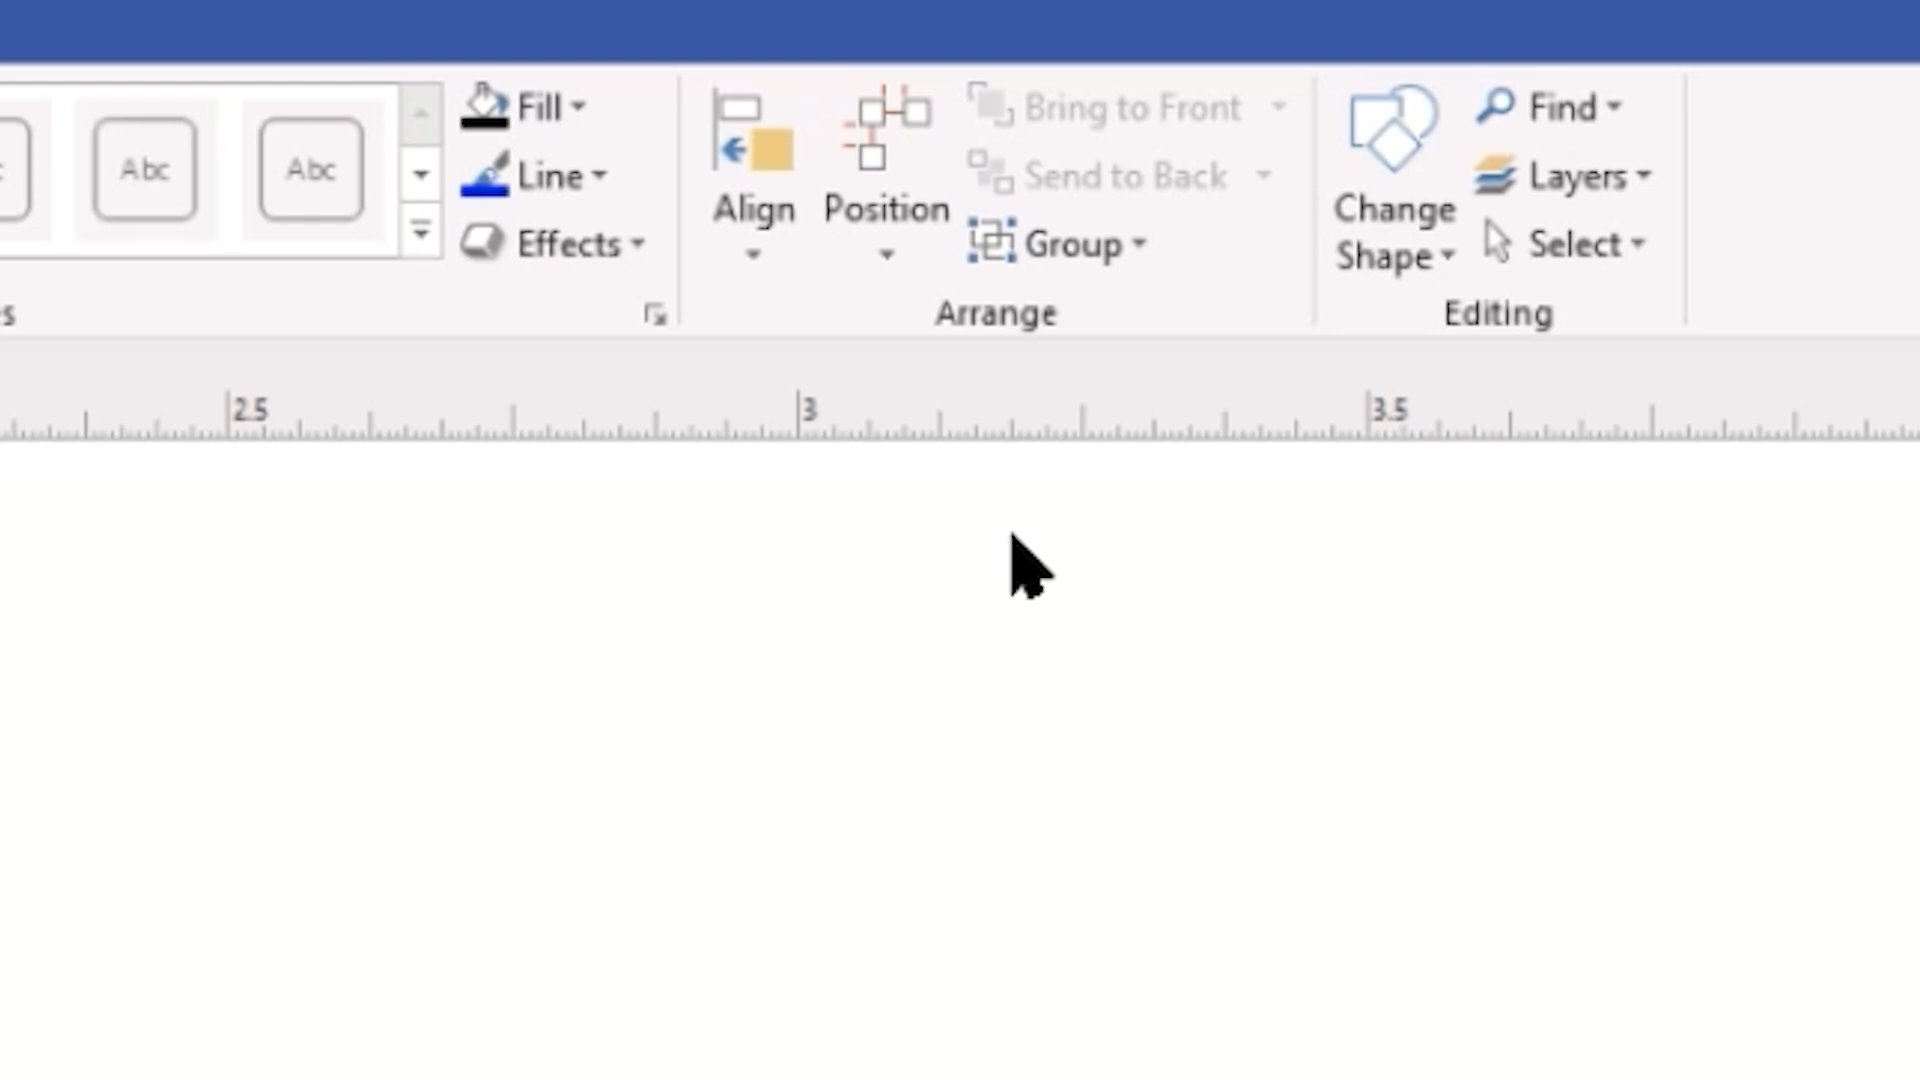 Abc
Abc
Fill
Line
Effects
Align
Position
Bring to Front
Send to Back
Group
Arrange
Change
Shape
Find
Layers
Select
Editing
s
2.5
3
3.5